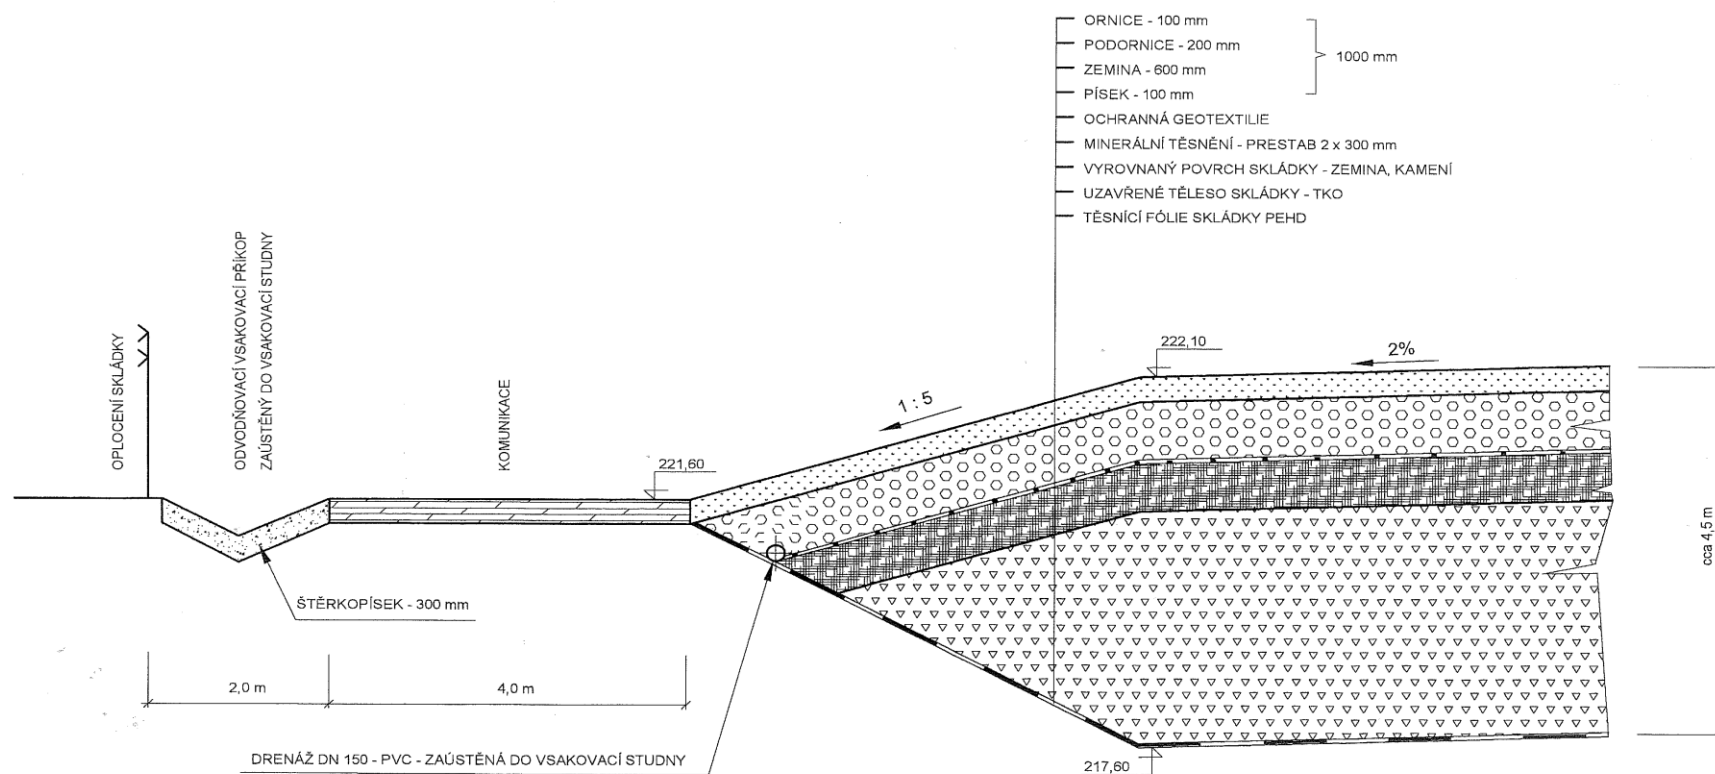 ORNICE - 100 mm
PODORNICE - 200 mm
ZEMINA - 600 mm
PÍSEK - 100 mm
1000 mm
OCHRANNÁ GEOTEXTILIE
MINERÁLNÍ TĚSNĚNÍ - PRESTAB 2 x 300 mm
VYROVNANÝ POVRCH SKLÁDKY - ZEMINA, KAMENÍ
UZAVŘENÉ TĚLESO SKLÁDKY - TKO
TĚSNÍCÍ FÓLIE SKLÁDKY PEHD
OPLOCENÍ SKLÁDKY
ODVODŇOVACÍ VSAKOVACÍ PŘÍKOP
ZAÚSTĚNÝ DO VSAKOVACÍ STUDNY
KOMUNIKACE
221,60
1 : 5
222,10
2%
cca 4,5 m
ŠTĚRKOPÍSEK - 300 mm
2,0 m
4,0 m
DRENÁŽ DN 150 - PVC - ZAÚSTĚNÁ DO VSAKOVACÍ STUDNY
217,60